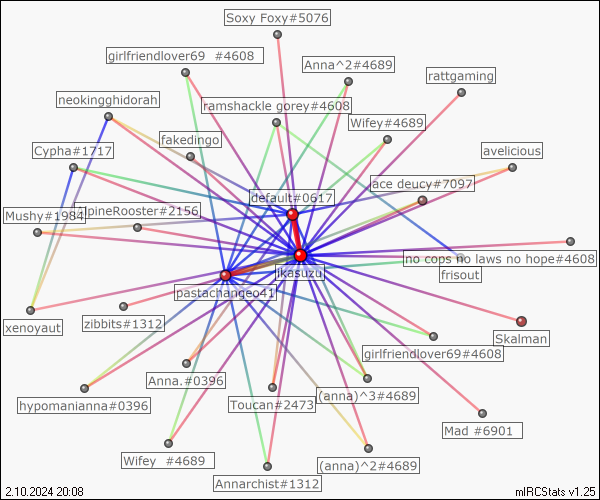 Soxy Foxy#5076
girlfriendlover69 #4608
Anna^2#4689
rattgaming
neokingghidorah
ramshackle gorey#4608
Wifey#4689
fakedingo
Cypha#1717
avelicious
ace deucy#7097
default#0617
Mushy#1984
lpineRooster#2156
no cops no laws no hope#4608
jkasuzu
frisout
pastachangeo41
zibbits#1312
xenoyaut
Skalman
girlfriendlover69#4608
Anna.#0396
(anna)^3#4689
hypomanianna#0396
Toucan#2473
Mad #6901
Wifey #4689
(anna)^2#4689
Annarchist#1312
2.10.2024 20:08
mIRCStats v1.25